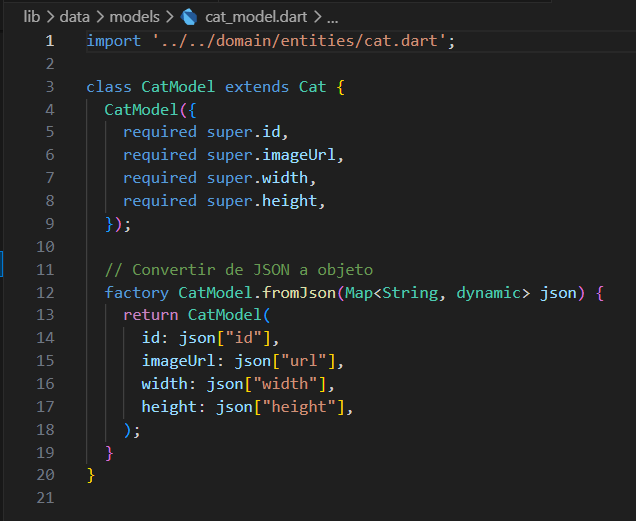 lib > data > models > cat_model.dart > ...
1 import '../../domain/entities/cat.dart';
2
3 class CatModel extends Cat {
4   CatModel({
5     required super.id,
6     required super.imageUrl,
7     required super.width,
8     required super.height,
9   });
10
11   // Convertir de JSON a objeto
12   factory CatModel.fromJson(Map<String, dynamic> json) {
13     return CatModel(
14       id: json["id"],
15       imageUrl: json["url"],
16       width: json["width"],
17       height: json["height"],
18     );
19   }
20 }
21